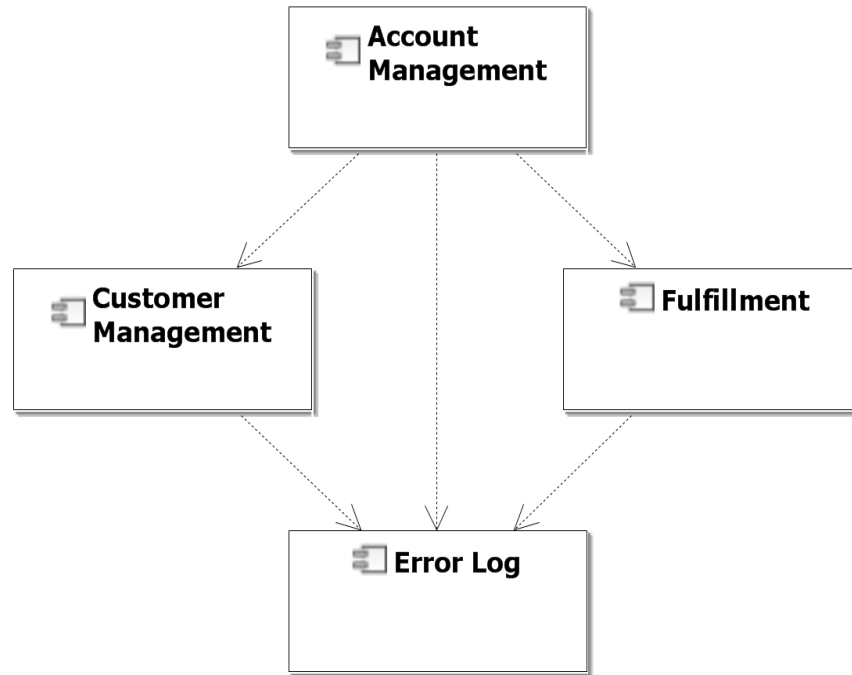 Account
Management
Customer
Management
Fulfillment
Error Log